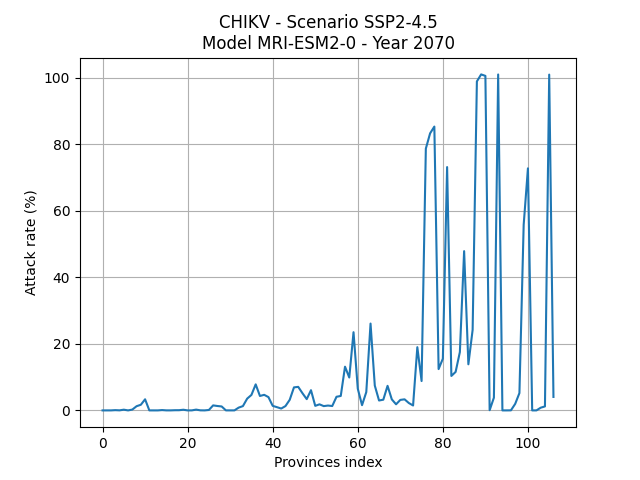 CHIKV - Scenario SSP2-4.5
Model MRI-ESM2-0 - Year 2070
100
80
60
40
20
0
Attack rate (%)
0 20 40 60 80 100
Provinces index